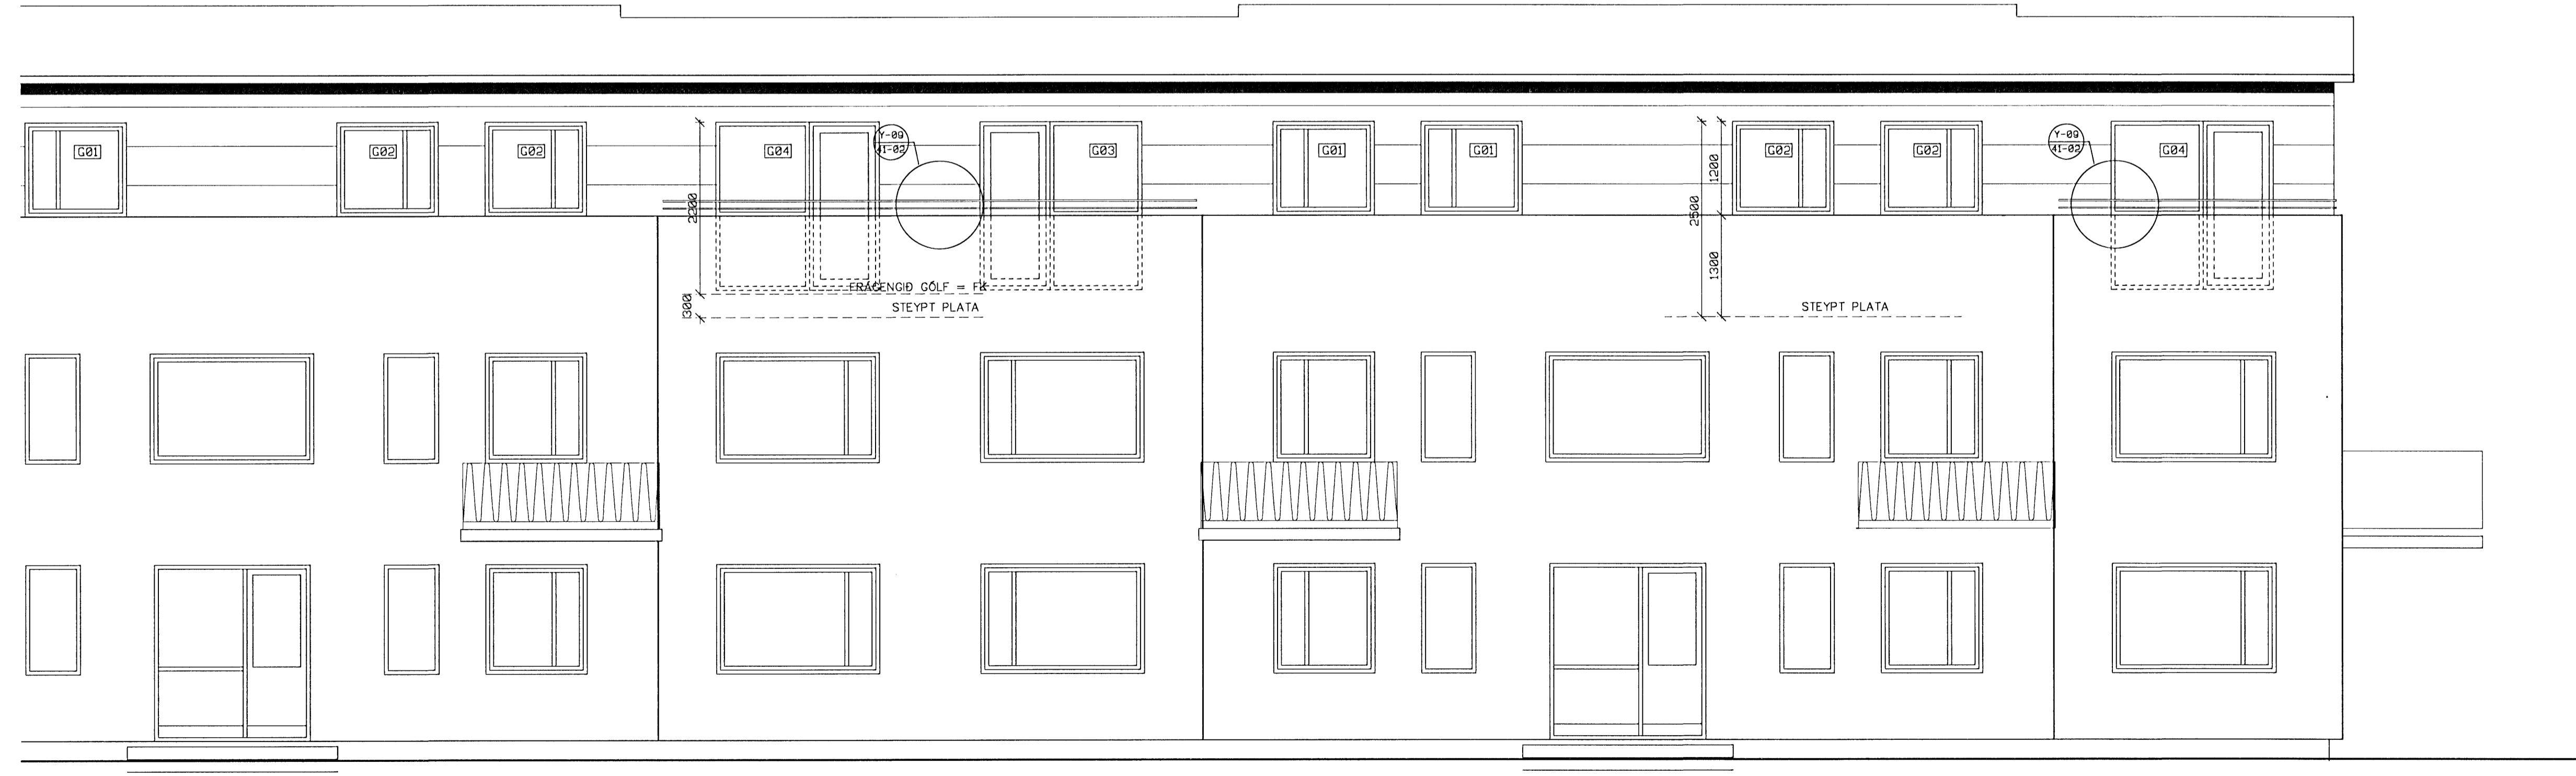 G01
G02
G02
G04
Y-09
41-02
G03
G01
G01
G02
G02
Y-09
41-02
G04
2200
300
FRÁGENGIÐ GÓLF = FK
STEYPT PLATA
2500
1200
1300
STEYPT PLATA